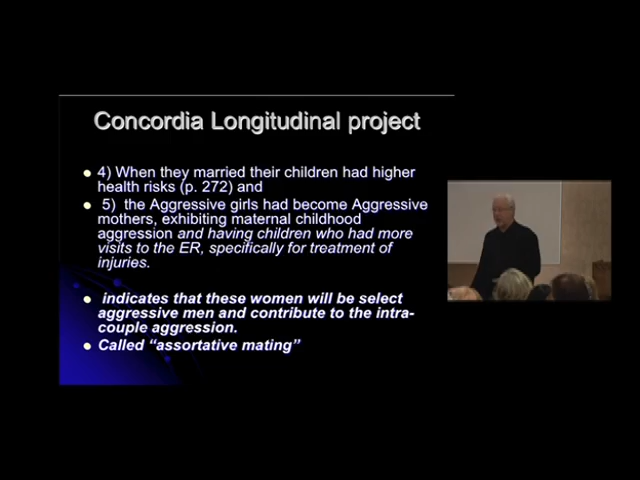 Concordia Longitudinal project
4) When they married their children had higher
health risks (p. 272) and
5) the Aggressive girls had become Aggressive
mothers, exhibiting maternal childhood
aggression and having children who had more
visits to the ER, specifically for treatment of
injuries.
indicates that these women will be select
aggressive men and contribute to the intra-
couple aggression.
Called “assortative mating”